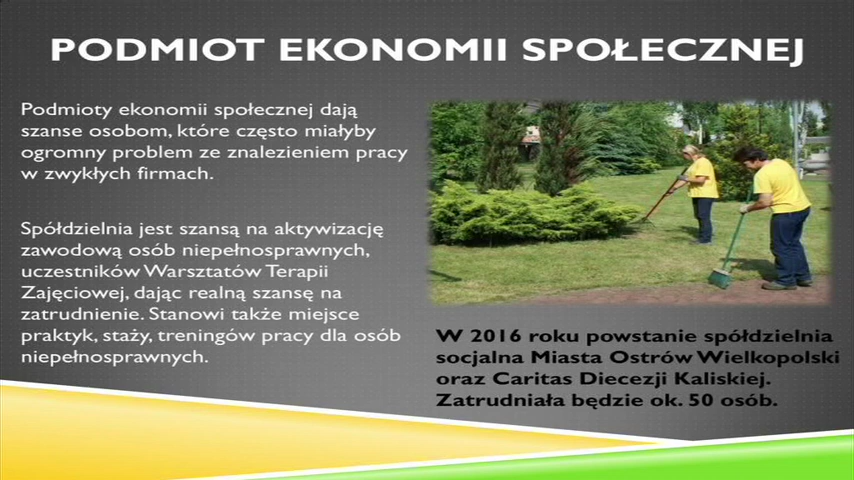 PODMIOT EKONOMII SPOŁECZNEJ
Podmioty ekonomii społecznej dają
szanse osobom, które często miałyby
ogromny problem ze znalezieniem pracy
w zwykłych firmach.
Spółdzielnia jest szansą na aktywizację
zawodową osób niepełnosprawnych,
uczestników Warsztatów Terapii
Zajęciowej, dając realną szansę na
zatrudnienie. Stanowi także miejsce
praktyk, staży, treningów pracy dla osób
niepełnosprawnych.
W 2016 roku powstanie spółdzielnia
socjalna Miasta Ostrów Wielkopolski
oraz Caritas Diecezji Kaliskiej.
Zatrudniała będzie ok. 50 osób.